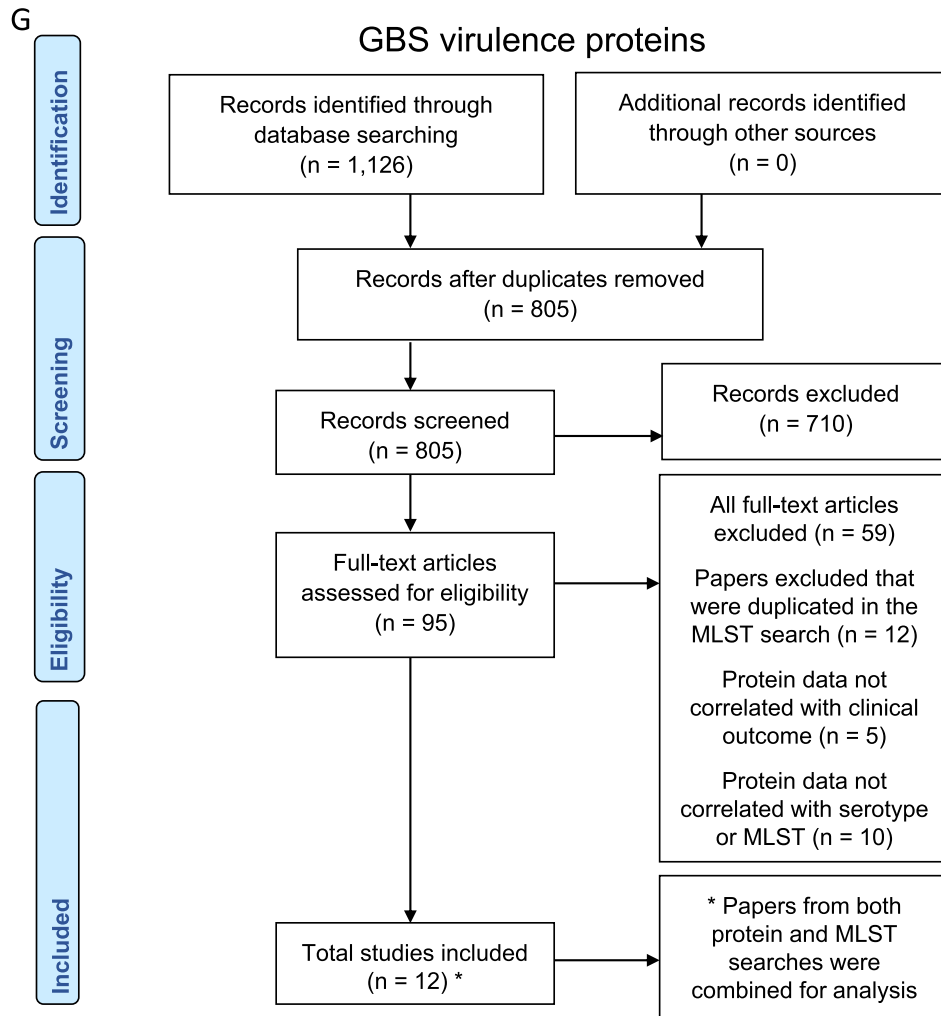 G
GBS virulence proteins
Identification
Records identified through
database searching
(n = 1,126)
Additional records identified
through other sources
(n = 0)
Records after duplicates removed
(n = 805)
Screening
Records screened
(n = 805)
Records excluded
(n = 710)
Eligibility
Full-text articles
assessed for eligibility
(n = 95)
All full-text articles
excluded (n = 59)
Papers excluded that
were duplicated in the
MLST search (n = 12)
Protein data not
correlated with clinical
outcome (n = 5)
Protein data not
correlated with serotype
or MLST (n = 10)
Included
Total studies included
(n = 12) *
* Papers from both
protein and MLST
searches were
combined for analysis